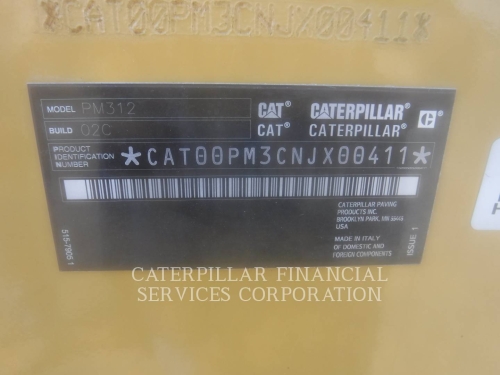 *CAT00PM3CNJX00411*
MODEL PM312
CAT® CATERPILLAR® C®
BUILD 02C
CAT® CATERPILLAR®
PRODUCT IDENTIFICATION NUMBER *CAT00PM3CNJX00411*
CATERPILLAR PAVING
PRODUCTS INC.
BROOKLYN PARK, MN 55445
USA
MADE IN ITALY
OF DOMESTIC AND
FOREIGN COMPONENTS
ISSUE 1
CATERPILLAR FINANCIAL
SERVICES CORPORATION